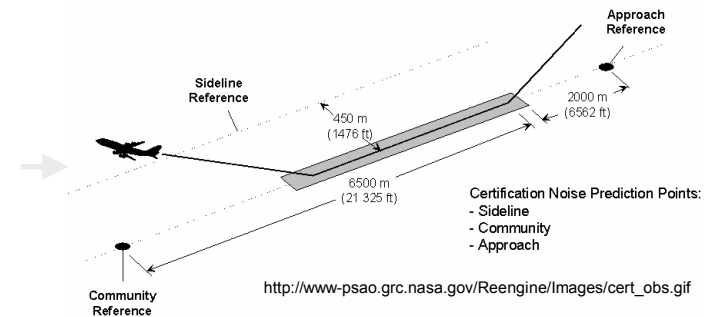 Approach
Reference
Sideline
Reference
450 m
(1476 ft)
2000 m
(6562 ft)
6500 m
(21 325 ft)
Certification Noise Prediction Points:
- Sideline
- Community
- Approach
Community
Reference
http://www-psao.grc.nasa.gov/Reengine/Images/cert_obs.gif